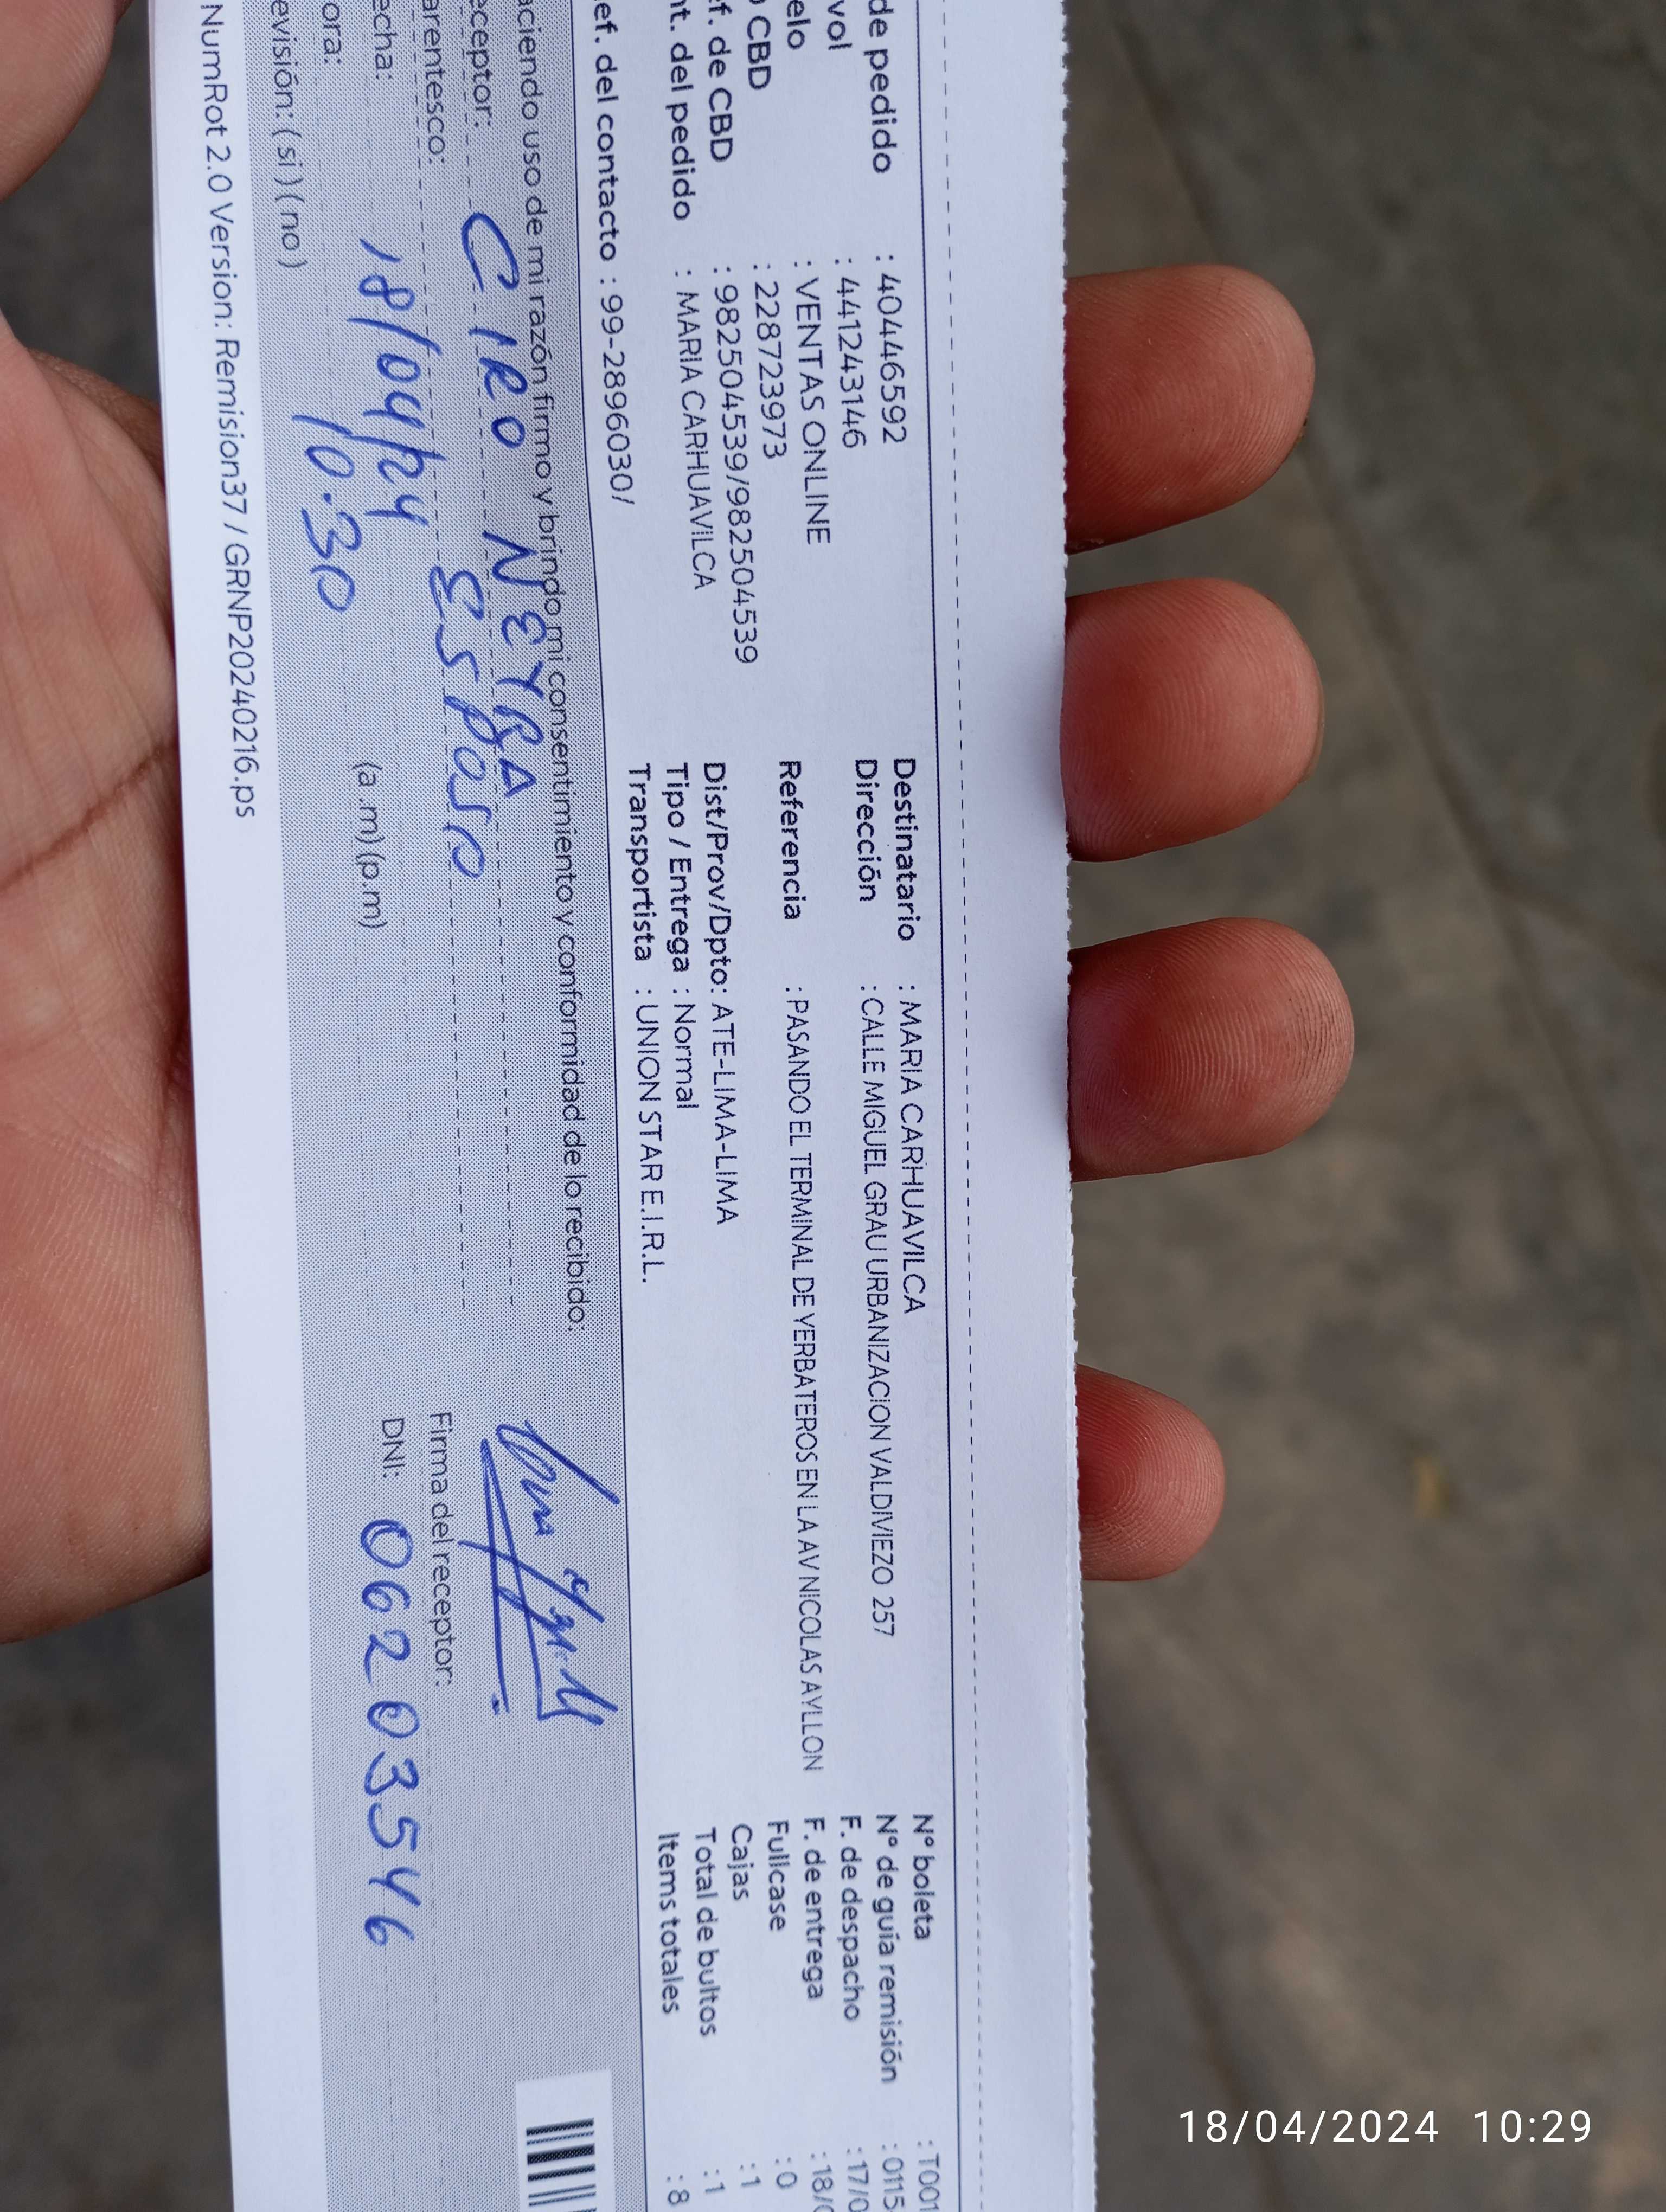 de pedido : 40446592
vol : 441243146
elo : VENTAS ONLINE
CBD : 228723973
f. de CBD : 982504539/982504539
nt. del pedido : MARIA CARHUAVILCA
ef. del contacto : 99-2896030/
Destinatario : MARIA CARHUAVILCA
Dirección : CALLE MIGUEL GRAU URBANIZACION VALDIVIEZO 257
Referencia : PASANDO EL TERMINAL DE YERBATEROS EN LA AV NICOLAS AYLLON
Dist/Prov/Dpto: ATE-LIMA-LIMA
Tipo / Entrega : Normal
Transportista : UNION STAR E.I.R.L.
N° boleta : T001
N° de guía remisión : 0115
F. de despacho : 17/0
F. de entrega : 18/0
Fullcase : 0
Cajas : 1
Total de bultos : 1
Items totales : 8
aciendo uso de mi razón firmo y brindo mi consentimiento y conformidad de lo recibido:
eceptor: CIRO NEYRA
arentesco: ESPOSO
echa: 18/04/24
ora: 10.30 (a.m)(p.m)
evisión: (si)(no)
Firma del receptor:
DNI: 06203546
NumRot 2.0 Version: Remision37 / GRNP20240216.ps
18/04/2024 10:29